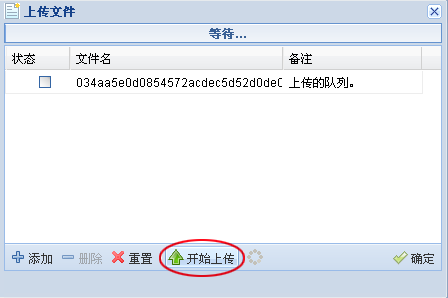 上传文件
等待...
状态 文件名 备注
034aa5e0d0854572acdec5d52d0de0 上传的队列。
添加 删除 重置 开始上传 确定